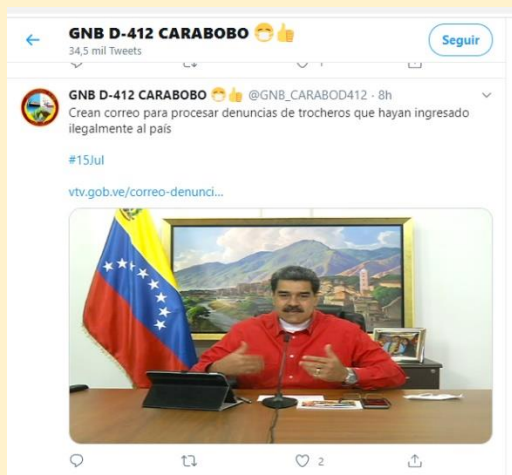 GNB D-412 CARABOBO
34,5 mil Tweets
Seguir
GNB D-412 CARABOBO @GNB_CARABOD412 · 8h
Crean correo para procesar denuncias de trocheros que hayan ingresado
ilegalmente al país
#15Jul
vtv.gob.ve/correo-denunci...
2